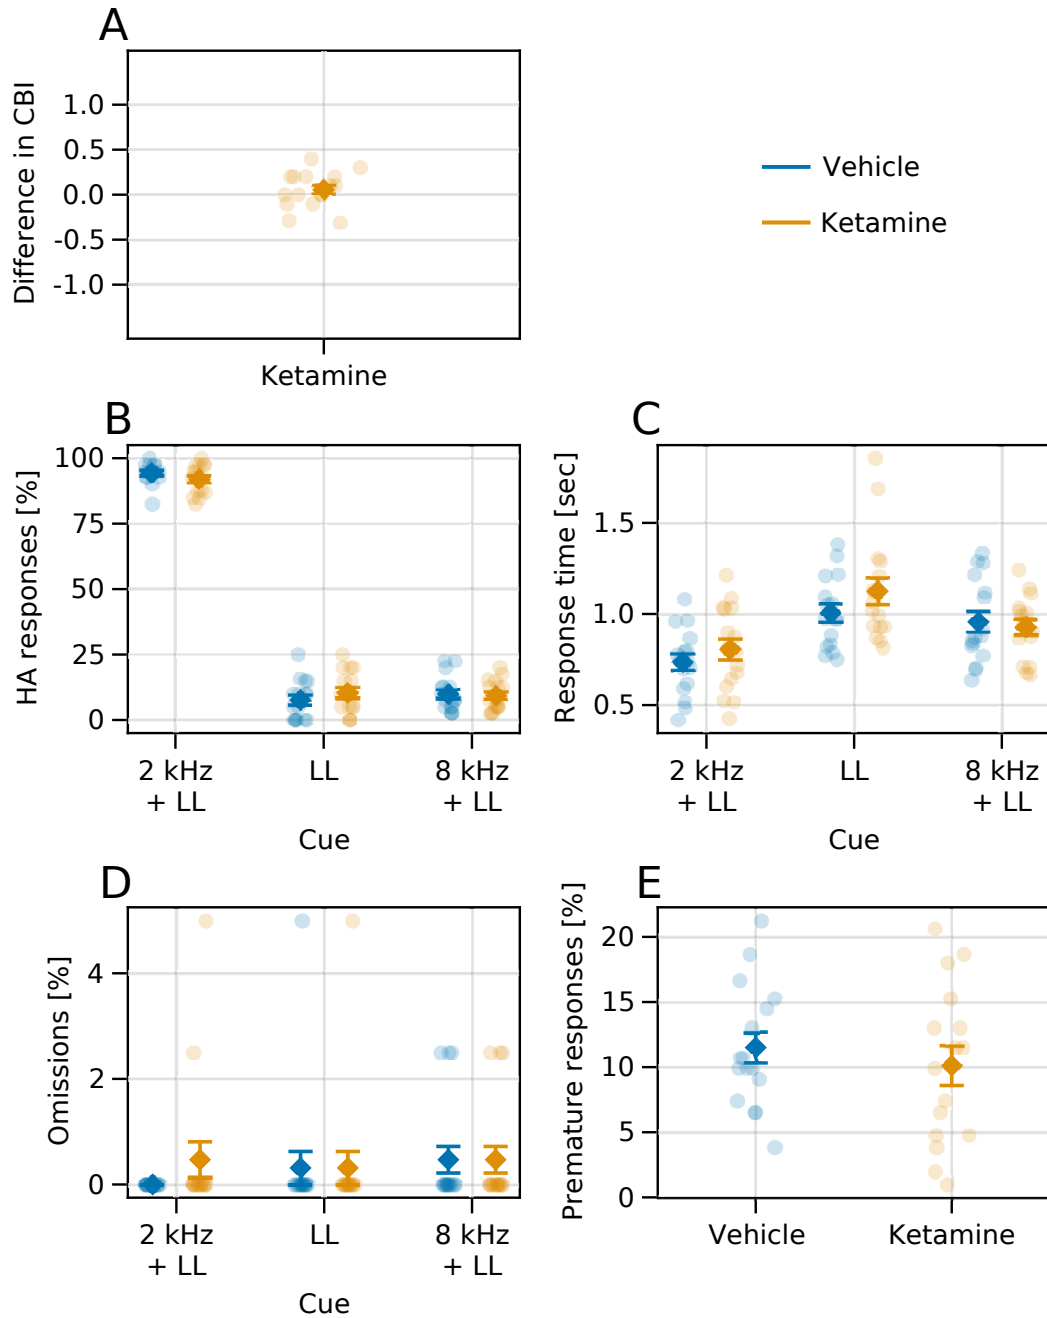 A
Difference in CBI
1.0
0.5
0.0
-0.5
-1.0
Ketamine
Vehicle
Ketamine
B
HA responses [%]
100
75
50
25
0
2 kHz
+ LL
LL
8 kHz
+ LL
Cue
C
Response time [sec]
1.5
1.0
0.5
2 kHz
+ LL
LL
8 kHz
+ LL
Cue
D
Omissions [%]
4
2
0
2 kHz
+ LL
LL
8 kHz
+ LL
Cue
E
Premature responses [%]
20
15
10
5
0
Vehicle
Ketamine